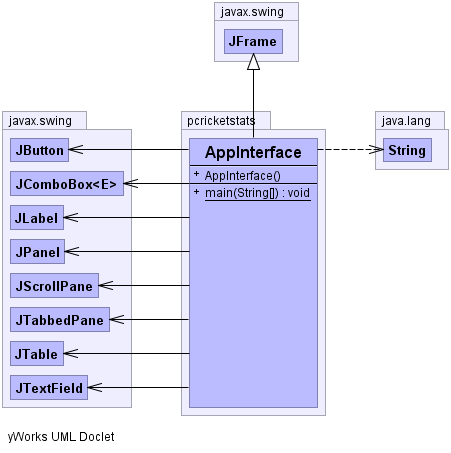 javax.swing
JFrame
javax.swing
JButton
JComboBox<E>
JLabel
JPanel
JScrollPane
JTabbedPane
JTable
JTextField
pcricketstats
AppInterface
+ AppInterface()
+ main(String[]) : void
java.lang
String
yWorks UML Doclet